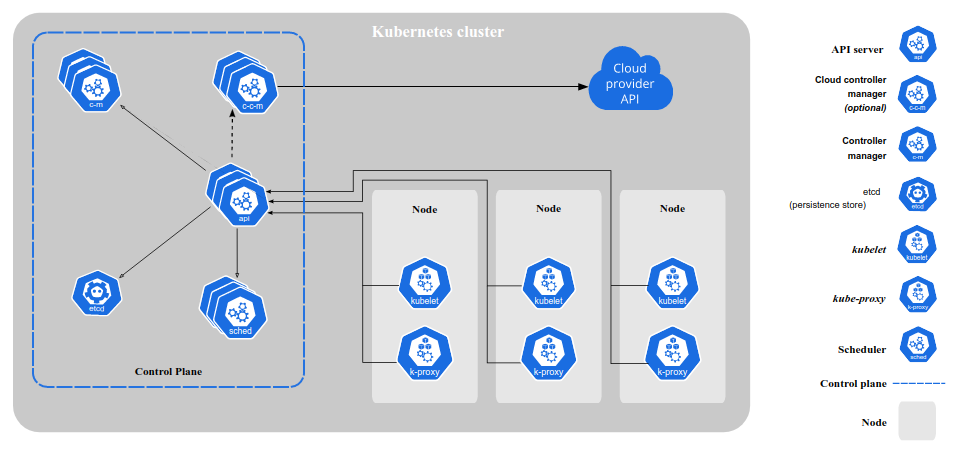 Kubernetes cluster
c-m
c-c-m
Cloud
provider
API
api
etcd
sched
Control Plane
Node
Node
Node
kubelet
kubelet
kubelet
k-proxy
k-proxy
k-proxy
API server
api
Cloud controller
manager
(optional)
c-c-m
Controller
manager
c-m
etcd
(persistence store)
etcd
kubelet
kubelet
kube-proxy
k-proxy
Scheduler
sched
Control plane
Node